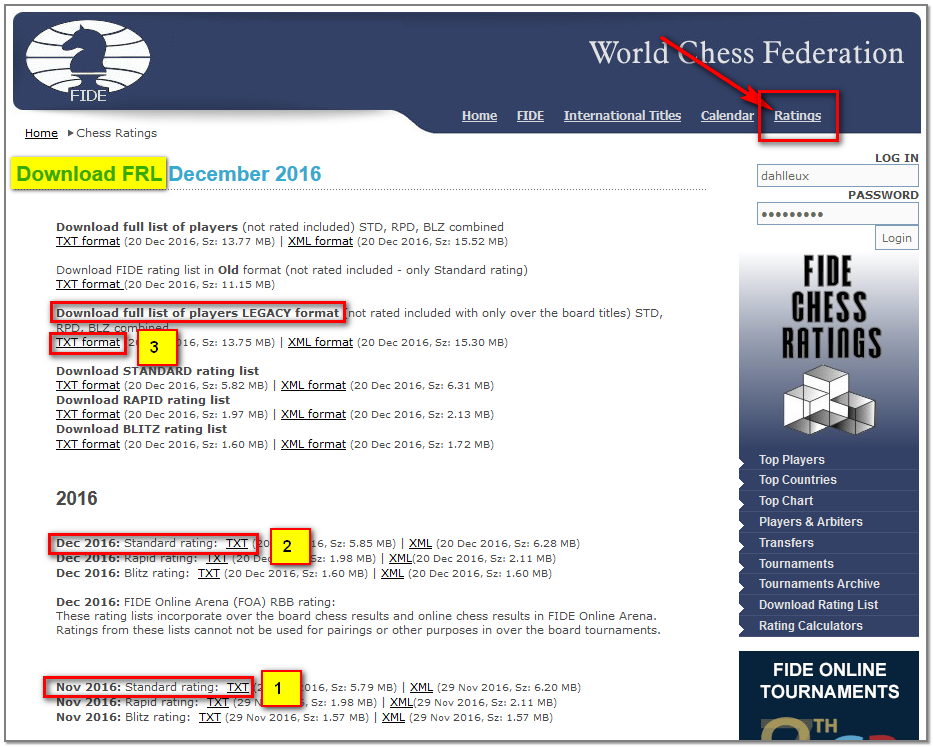 FIDE
World Chess Federation
Home FIDE International Titles Calendar Ratings
Home Chess Ratings
Download FRL December 2016
Download full list of players (not rated included) STD, RPD, BLZ combined
TXT format (20 Dec 2016, Sz: 13.77 MB) | XML format (20 Dec 2016, Sz: 15.52 MB)
Download FIDE rating list in Old format (not rated included - only Standard rating)
TXT format (20 Dec 2016, Sz: 11.15 MB)
Download full list of players LEGACY format (not rated included with only over the board titles) STD,
RPD, BLZ combined
TXT format 3 Dec 2016, Sz: 13.75 MB) | XML format (20 Dec 2016, Sz: 15.30 MB)
Download STANDARD rating list
TXT format (20 Dec 2016, Sz: 5.82 MB) | XML format (20 Dec 2016, Sz: 6.31 MB)
Download RAPID rating list
TXT format (20 Dec 2016, Sz: 1.97 MB) | XML format (20 Dec 2016, Sz: 2.13 MB)
Download BLITZ rating list
TXT format (20 Dec 2016, Sz: 1.60 MB) | XML format (20 Dec 2016, Sz: 1.72 MB)
2016
Dec 2016: Standard rating: TXT (20 2 16, Sz: 5.85 MB) | XML (20 Dec 2016, Sz: 6.28 MB)
Dec 2016: Rapid rating: TXT (20 Dec 2016, Sz: 1.98 MB) | XML(20 Dec 2016, Sz: 2.11 MB)
Dec 2016: Blitz rating: TXT (20 Dec 2016, Sz: 1.60 MB) | XML (20 Dec 2016, Sz: 1.60 MB)
Dec 2016: FIDE Online Arena (FOA) RBB rating:
These rating lists incorporate over the board chess results and online chess results in FIDE Online Arena.
Ratings from these lists cannot not be used for pairings or other purposes in over the board tournaments.
Nov 2016: Standard rating: TXT 1 2016, Sz: 5.79 MB) | XML (29 Nov 2016, Sz: 6.20 MB)
Nov 2016: Rapid rating: TXT (29 Nov 2016, Sz: 1.98 MB) | XML(29 Nov 2016, Sz: 2.11 MB)
Nov 2016: Blitz rating: TXT (29 Nov 2016, Sz: 1.57 MB) | XML (29 Nov 2016, Sz: 1.57 MB)
LOG IN
dahlleux
PASSWORD
•••••••••
Login
FIDE
CHESS
RATINGS
Top Players
Top Countries
Top Chart
Players & Arbiters
Transfers
Tournaments
Tournaments Archive
Download Rating List
Rating Calculators
FIDE ONLINE
TOURNAMENTS